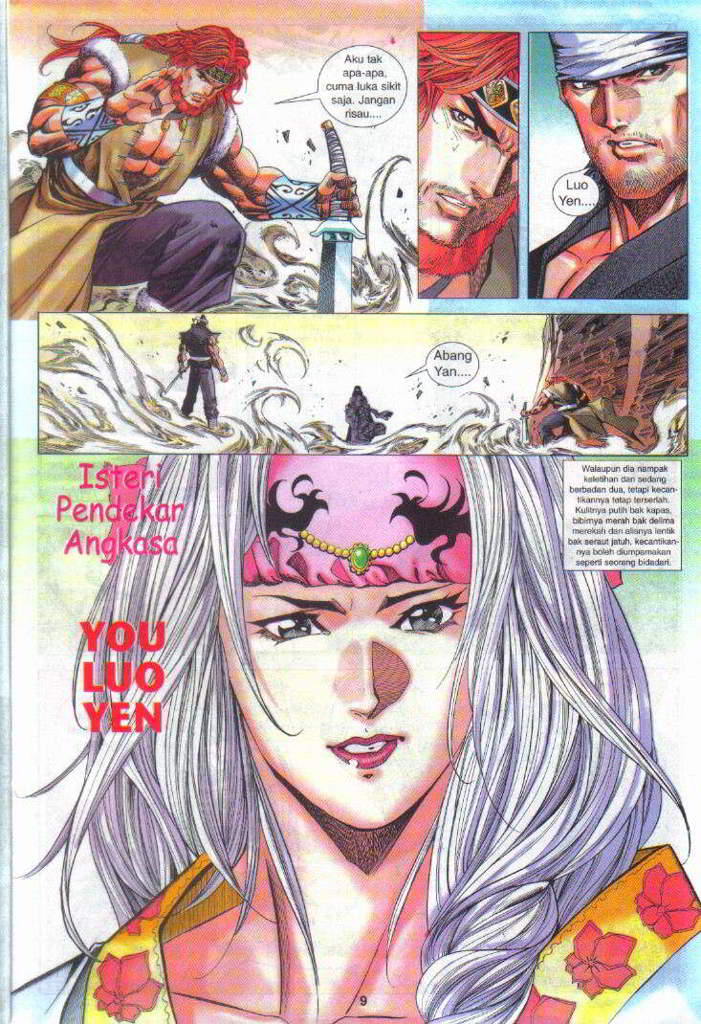 Aku tak
apa-apa,
cuma luka sikit
saja. Jangan
risau....
Luo
Yen....
Abang
Yan....
Isteri
Pendekar
Angkasa
YOU
LUO
YEN
Walaupun dia nampak
keletihan dan sedang
berbadan dua, tetapi kecan-
tikannya tetap terserlah.
Kulitnya putih bak kapas,
bibirnya merah bak delima
merekah dan alisnya lentik
bak seraut jatuh, kecantikan-
nya boleh diumpamakan
seperti seorang bidadari.
9